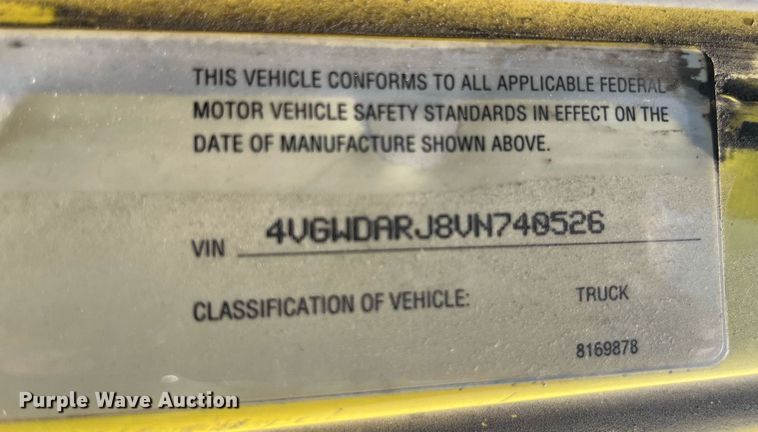 THIS VEHICLE CONFORMS TO ALL APPLICABLE FEDERAL
MOTOR VEHICLE SAFETY STANDARDS IN EFFECT ON THE
DATE OF MANUFACTURE SHOWN ABOVE.
VIN 4VGWDARJ8VN740526
CLASSIFICATION OF VEHICLE: TRUCK
8169878
Purple Wave Auction